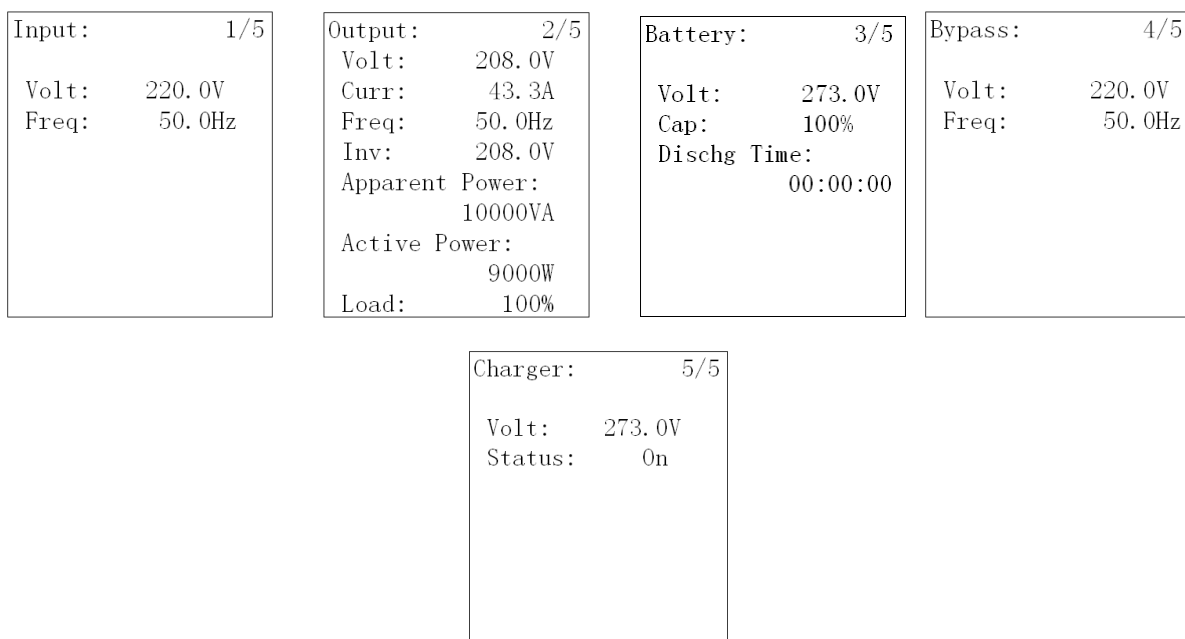 Input: 1/5
Volt: 220.0V
Freq: 50.0Hz
Output: 2/5
Volt: 208.0V
Curr: 43.3A
Freq: 50.0Hz
Inv: 208.0V
Apparent Power:
10000VA
Active Power:
9000W
Load: 100%
Battery: 3/5
Volt: 273.0V
Cap: 100%
Dischg Time:
00:00:00
Bypass: 4/5
Volt: 220.0V
Freq: 50.0Hz
Charger: 5/5
Volt: 273.0V
Status: On